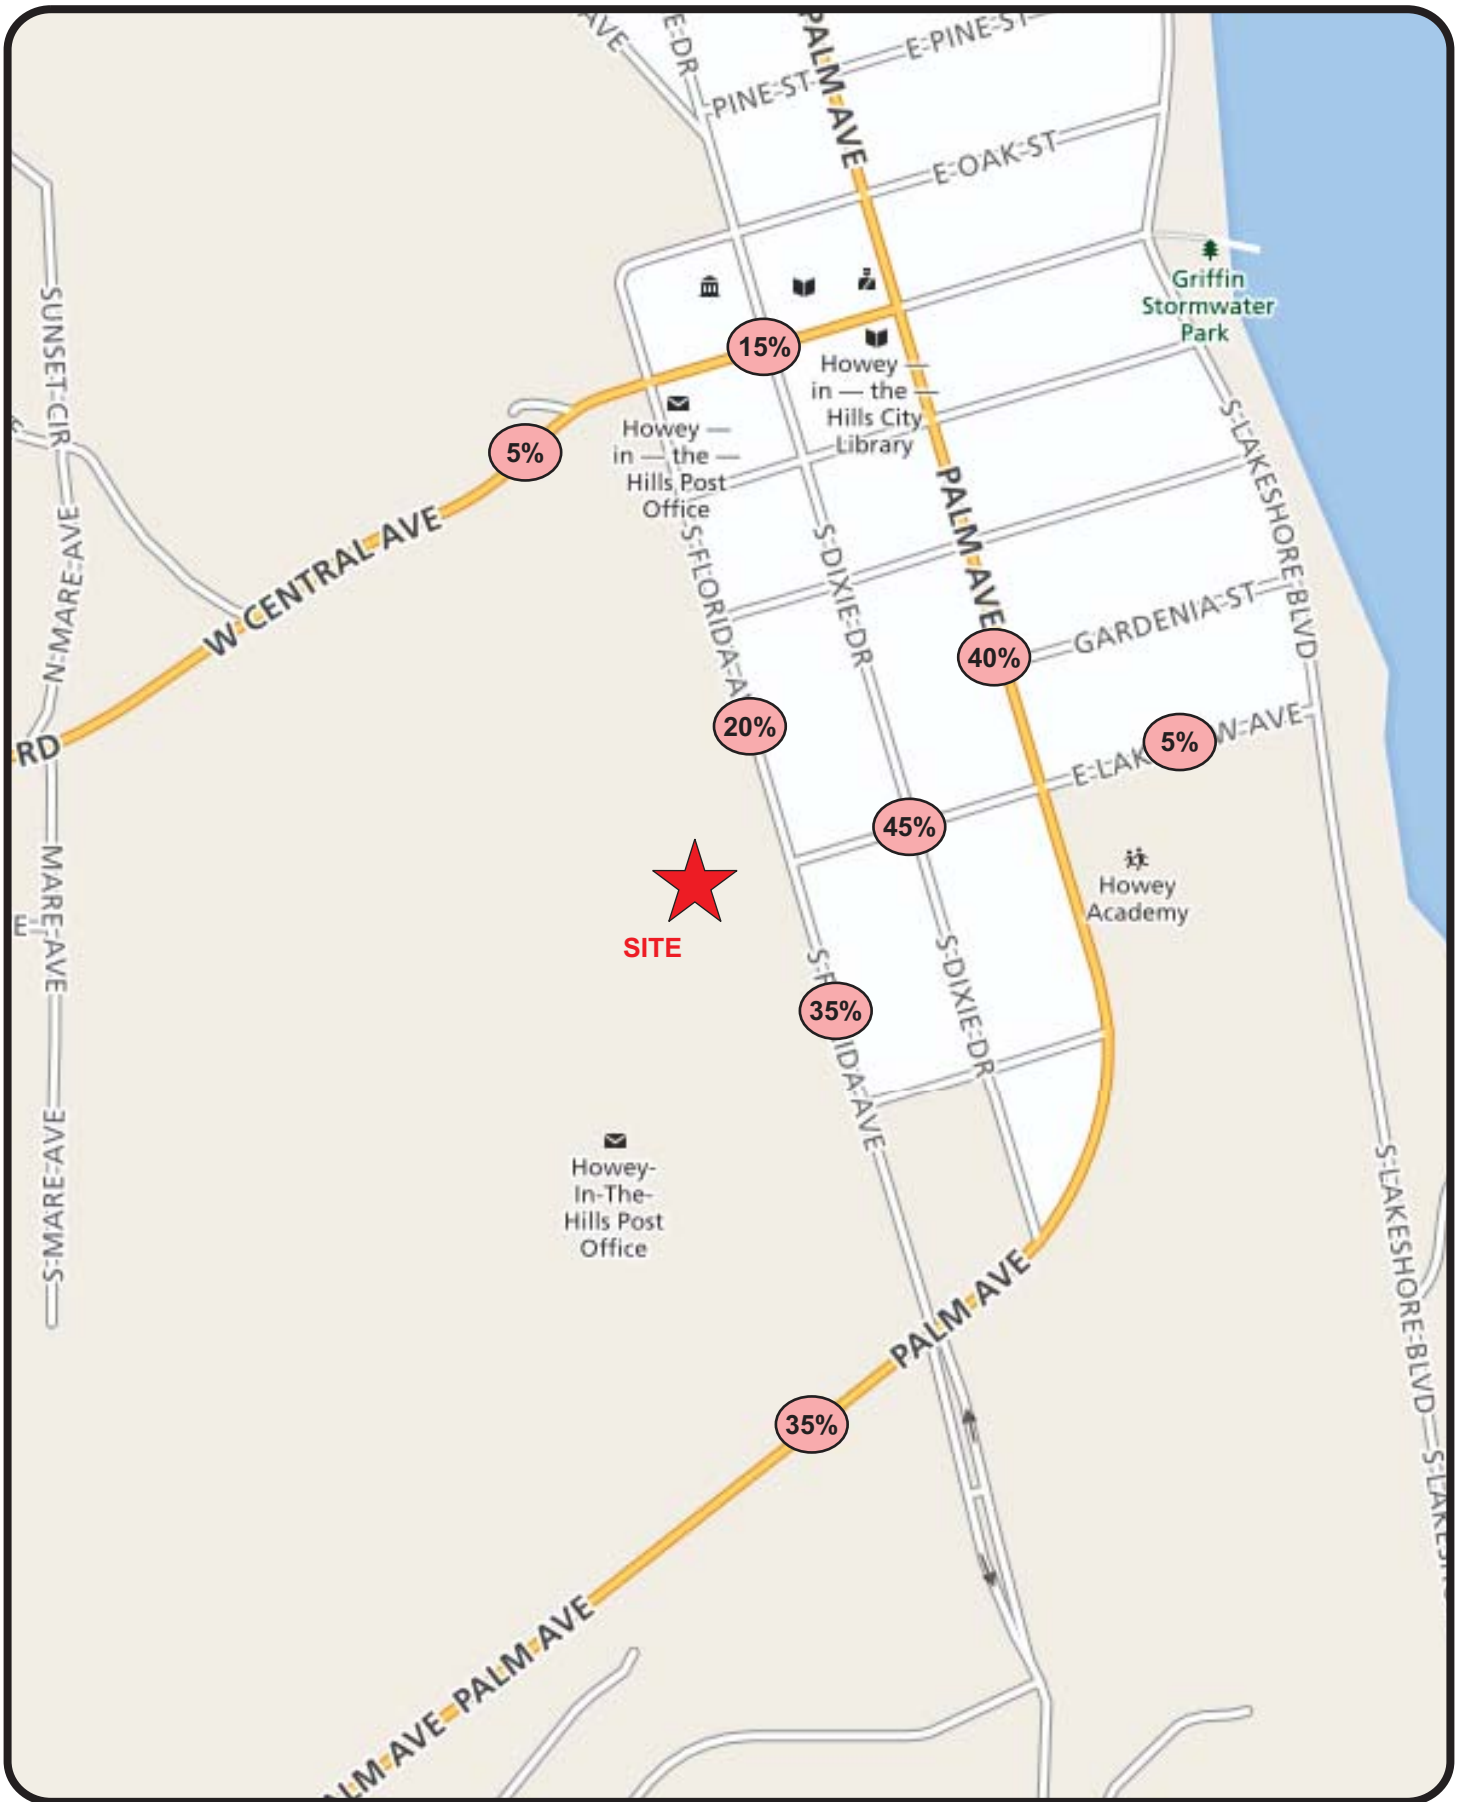 AVE
E DR
PALM AVE
E PINE ST
PINE ST
E OAK ST
SUNSET CIR
Griffin
Stormwater
Park
15%
Howey —
in — the —
Hills City
Library
Howey —
in — the —
Hills Post
Office
5%
S LAKESHORE BLVD
W CENTRAL AVE
N MARE AVE
PALM AVE
S FLORIDA A
S DIXIE DR
GARDENIA ST
40%
20%
5%
E LAK
W AVE
RD
45%
MARE AVE
E
SITE
Howey
Academy
S F
35%
IDA AVE
S DIXIE DR
S MARE AVE
Howey-
In-The-
Hills Post
Office
S LAKESHORE BLVD
PALM AVE
35%
S LAKES
PALM AVE
LM AVE